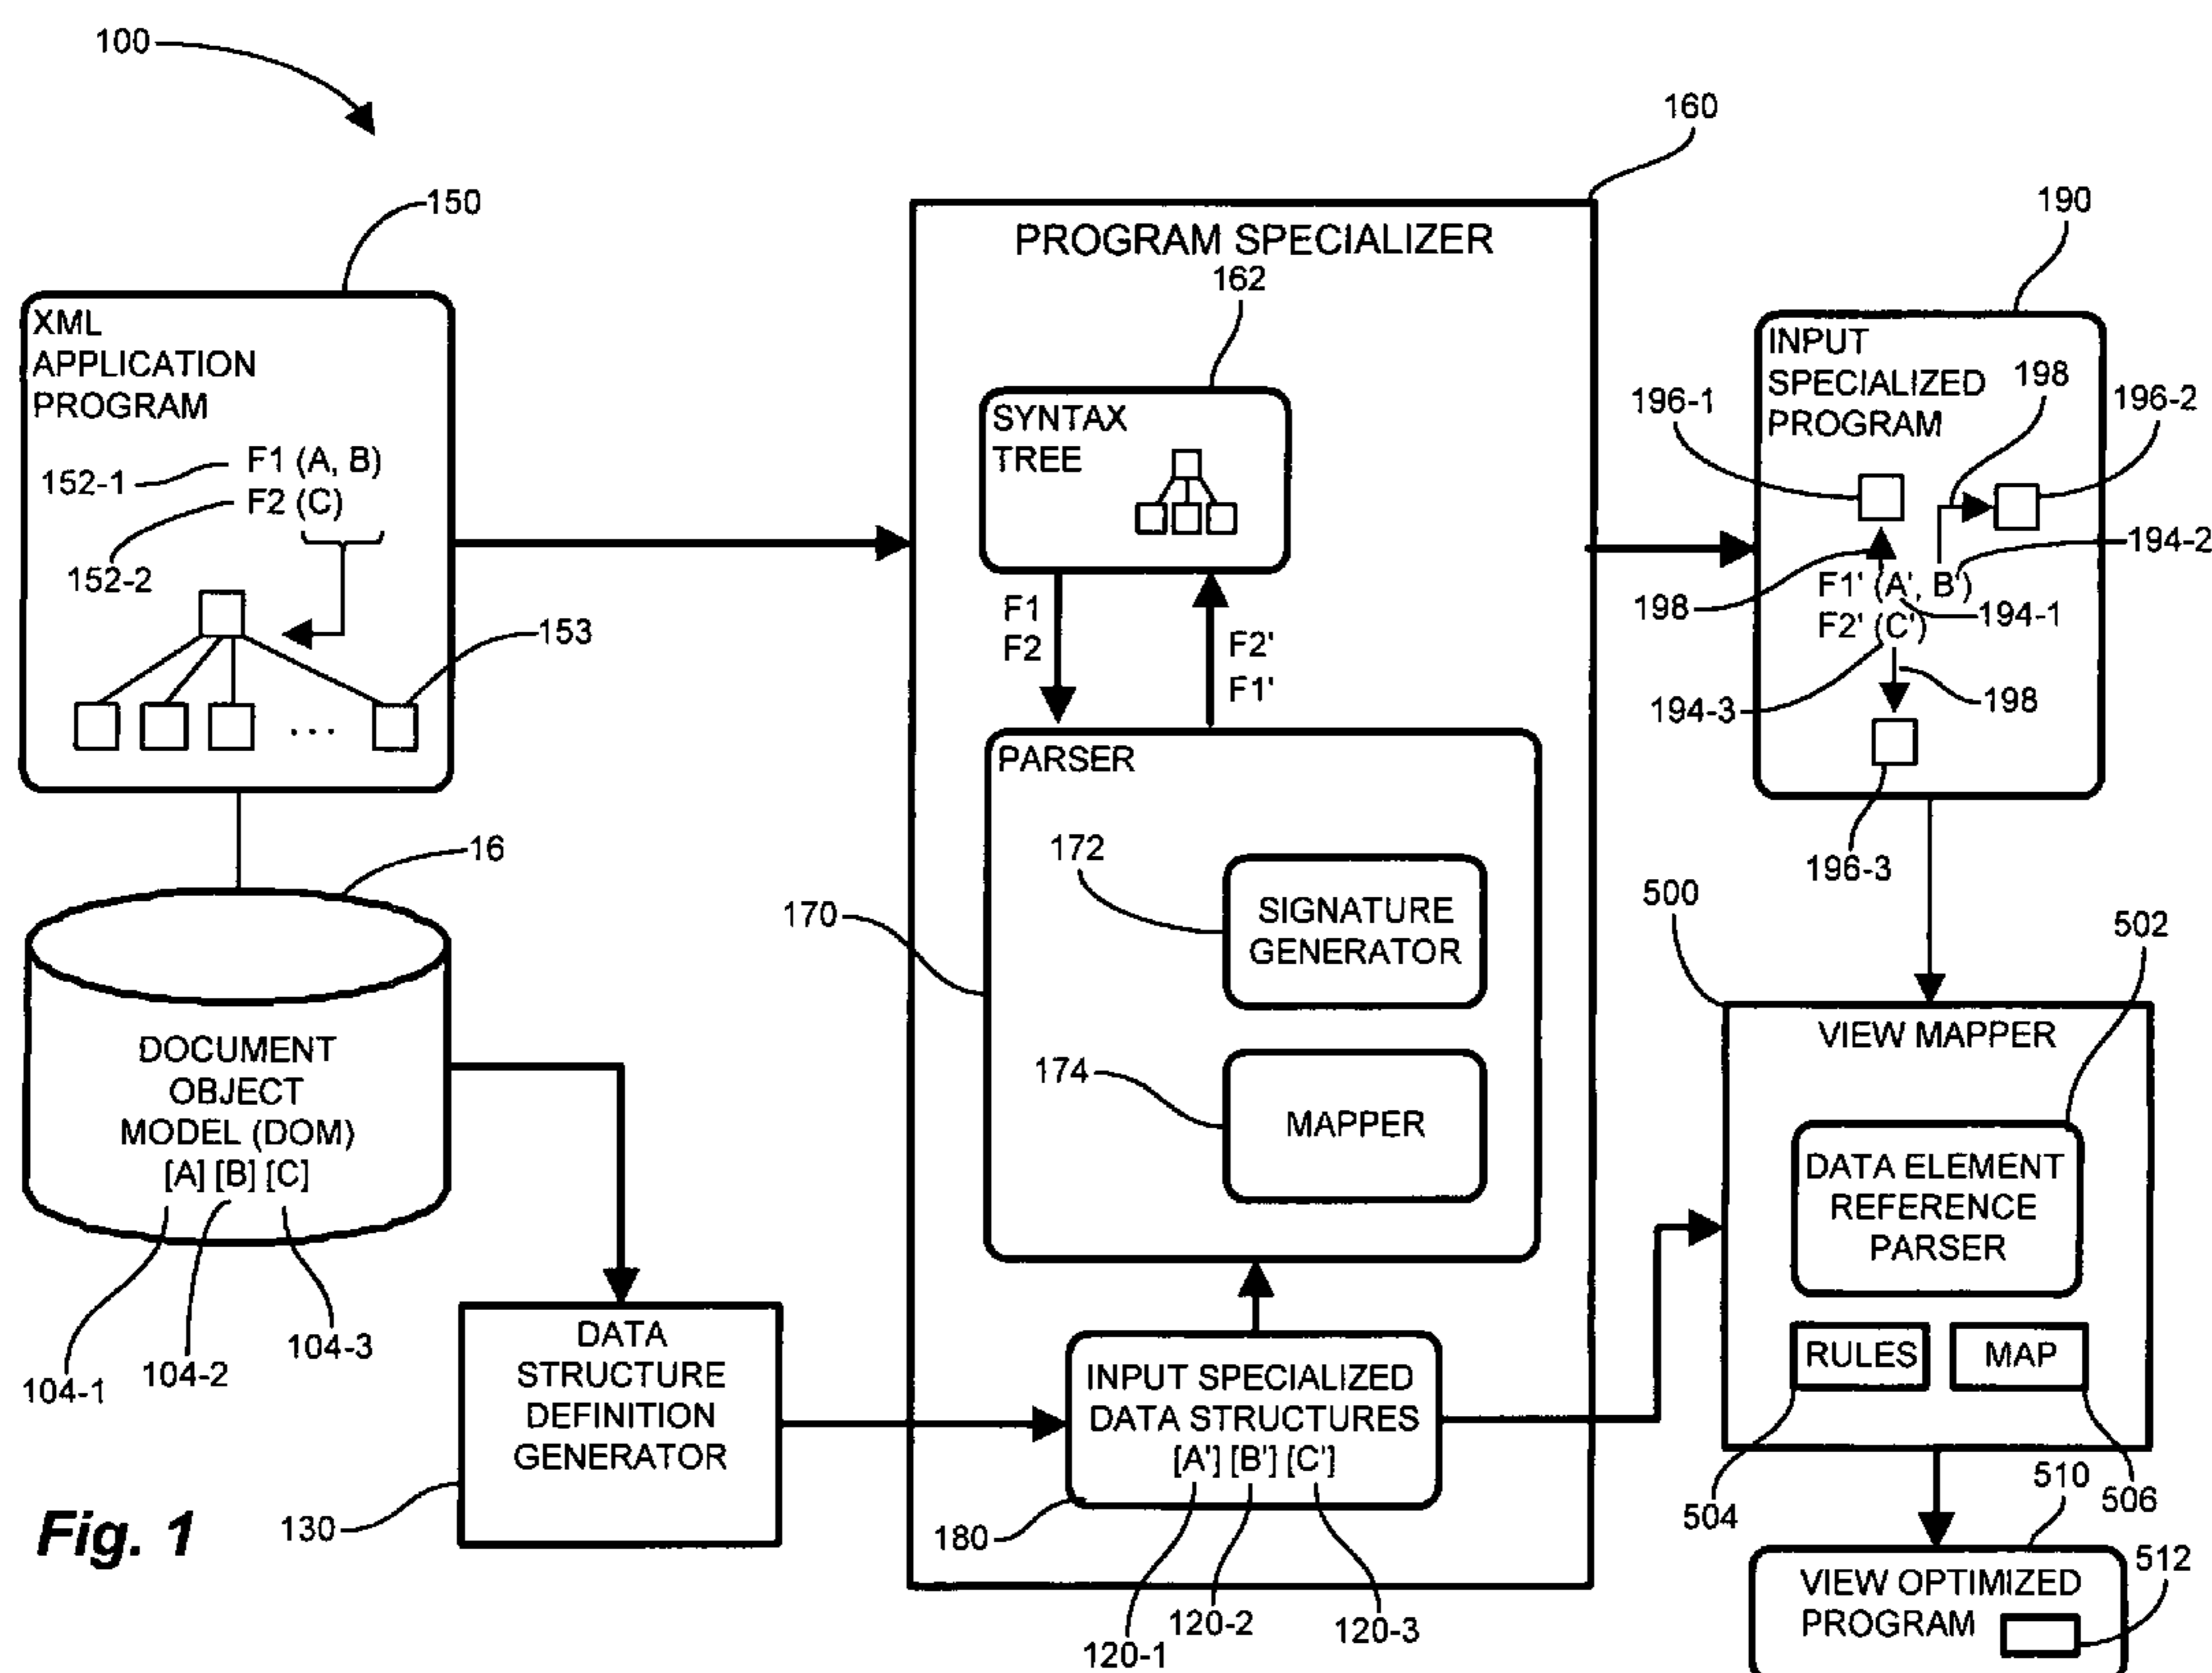 100
160
150
190
PROGRAM SPECIALIZER
162
XML
APPLICATION
PROGRAM
152-1
F1 (A, B)
F2 (C)
152-2
153
SYNTAX
TREE
F1
F2
F2'
F1'
INPUT
SPECIALIZED
PROGRAM
198
196-1
196-2
194-2
F1' (A', B')
198
194-1
F2' (C')
194-3
198
196-3
PARSER
172
SIGNATURE
GENERATOR
170
174
MAPPER
16
DOCUMENT
OBJECT
MODEL (DOM)
[A] [B] [C]
104-1
104-2
104-3
500
502
VIEW MAPPER
DATA ELEMENT
REFERENCE
PARSER
RULES
MAP
504
506
DATA
STRUCTURE
DEFINITION
GENERATOR
130
INPUT SPECIALIZED
DATA STRUCTURES
[A'] [B'] [C']
180
120-1
120-2
120-3
510
512
VIEW OPTIMIZED
PROGRAM
Fig. 1